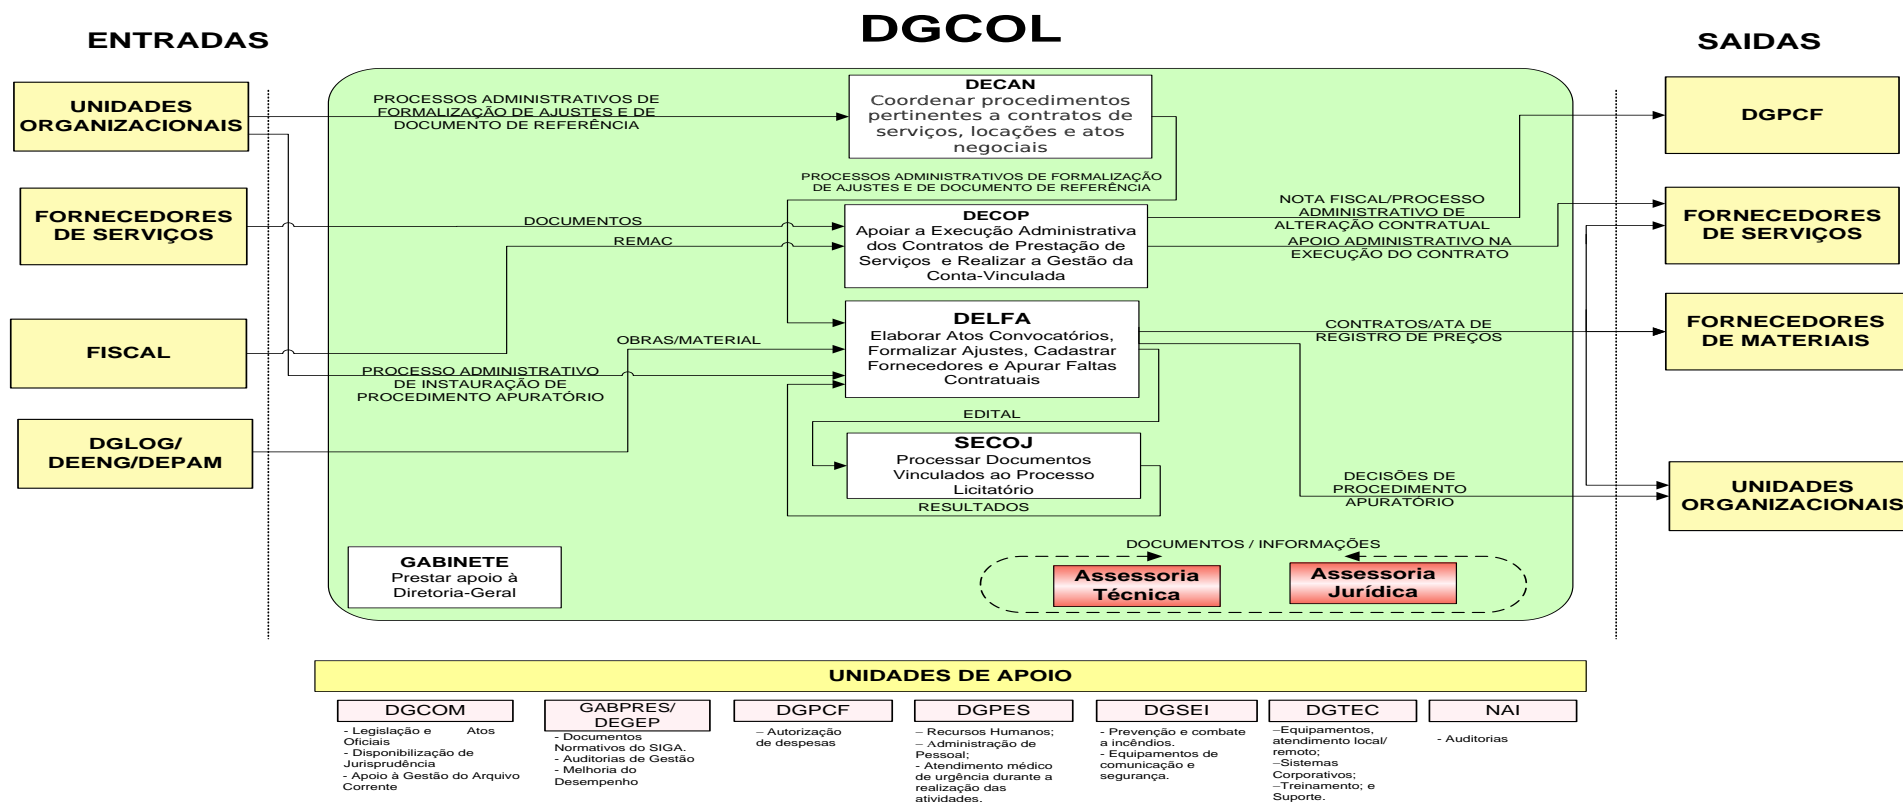 DGCOL
ENTRADAS
SAIDAS
UNIDADES
ORGANIZACIONAIS
FORNECEDORES
DE SERVIÇOS
FISCAL
DGLOG/
DEENG/DEPAM
PROCESSOS ADMINISTRATIVOS DE
FORMALIZAÇÃO DE AJUSTES E DE
DOCUMENTO DE REFERÊNCIA
DECAN
Coordenar procedimentos
pertinentes a contratos de
serviços, locações e atos
negociais
PROCESSOS ADMINISTRATIVOS DE FORMALIZAÇÃO
DE AJUSTES E DE DOCUMENTO DE REFERÊNCIA
DOCUMENTOS
REMAC
DECOP
Apoiar a Execução Administrativa
dos Contratos de Prestação de
Serviços e Realizar a Gestão da
Conta-Vinculada
NOTA FISCAL/PROCESSO
ADMINISTRATIVO DE
ALTERAÇÃO CONTRATUAL
APOIO ADMINISTRATIVO NA
EXECUÇÃO DO CONTRATO
OBRAS/MATERIAL
PROCESSO ADMINISTRATIVO
DE INSTAURAÇÃO DE
PROCEDIMENTO APURATÓRIO
DELFA
Elaborar Atos Convocatórios,
Formalizar Ajustes, Cadastrar
Fornecedores e Apurar Faltas
Contratuais
CONTRATOS/ATA DE
REGISTRO DE PREÇOS
EDITAL
SECOJ
Processar Documentos
Vinculados ao Processo
Licitatório
RESULTADOS
DECISÕES DE
PROCEDIMENTO
APURATÓRIO
GABINETE
Prestar apoio à
Diretoria-Geral
DOCUMENTOS / INFORMAÇÕES
Assessoria
Técnica
Assessoria
Jurídica
DGPCF
FORNECEDORES
DE SERVIÇOS
FORNECEDORES
DE MATERIAIS
UNIDADES
ORGANIZACIONAIS
UNIDADES DE APOIO
DGCOM
- Legislação e Atos
Oficiais
- Disponibilização de
Jurisprudência
- Apoio à Gestão do Arquivo
Corrente
GABPRES/
DEGEP
- Documentos
Normativos do SIGA.
- Auditorias de Gestão
- Melhoria do
Desempenho
DGPCF
– Autorização
de despesas
DGPES
– Recursos Humanos;
– Administração de
Pessoal;
- Atendimento médico
de urgência durante a
realização das
atividades.
DGSEI
- Prevenção e combate
a incêndios.
- Equipamentos de
comunicação e
segurança.
DGTEC
–Equipamentos,
atendimento local/
remoto;
–Sistemas
Corporativos;
–Treinamento; e
Suporte.
NAI
- Auditorias